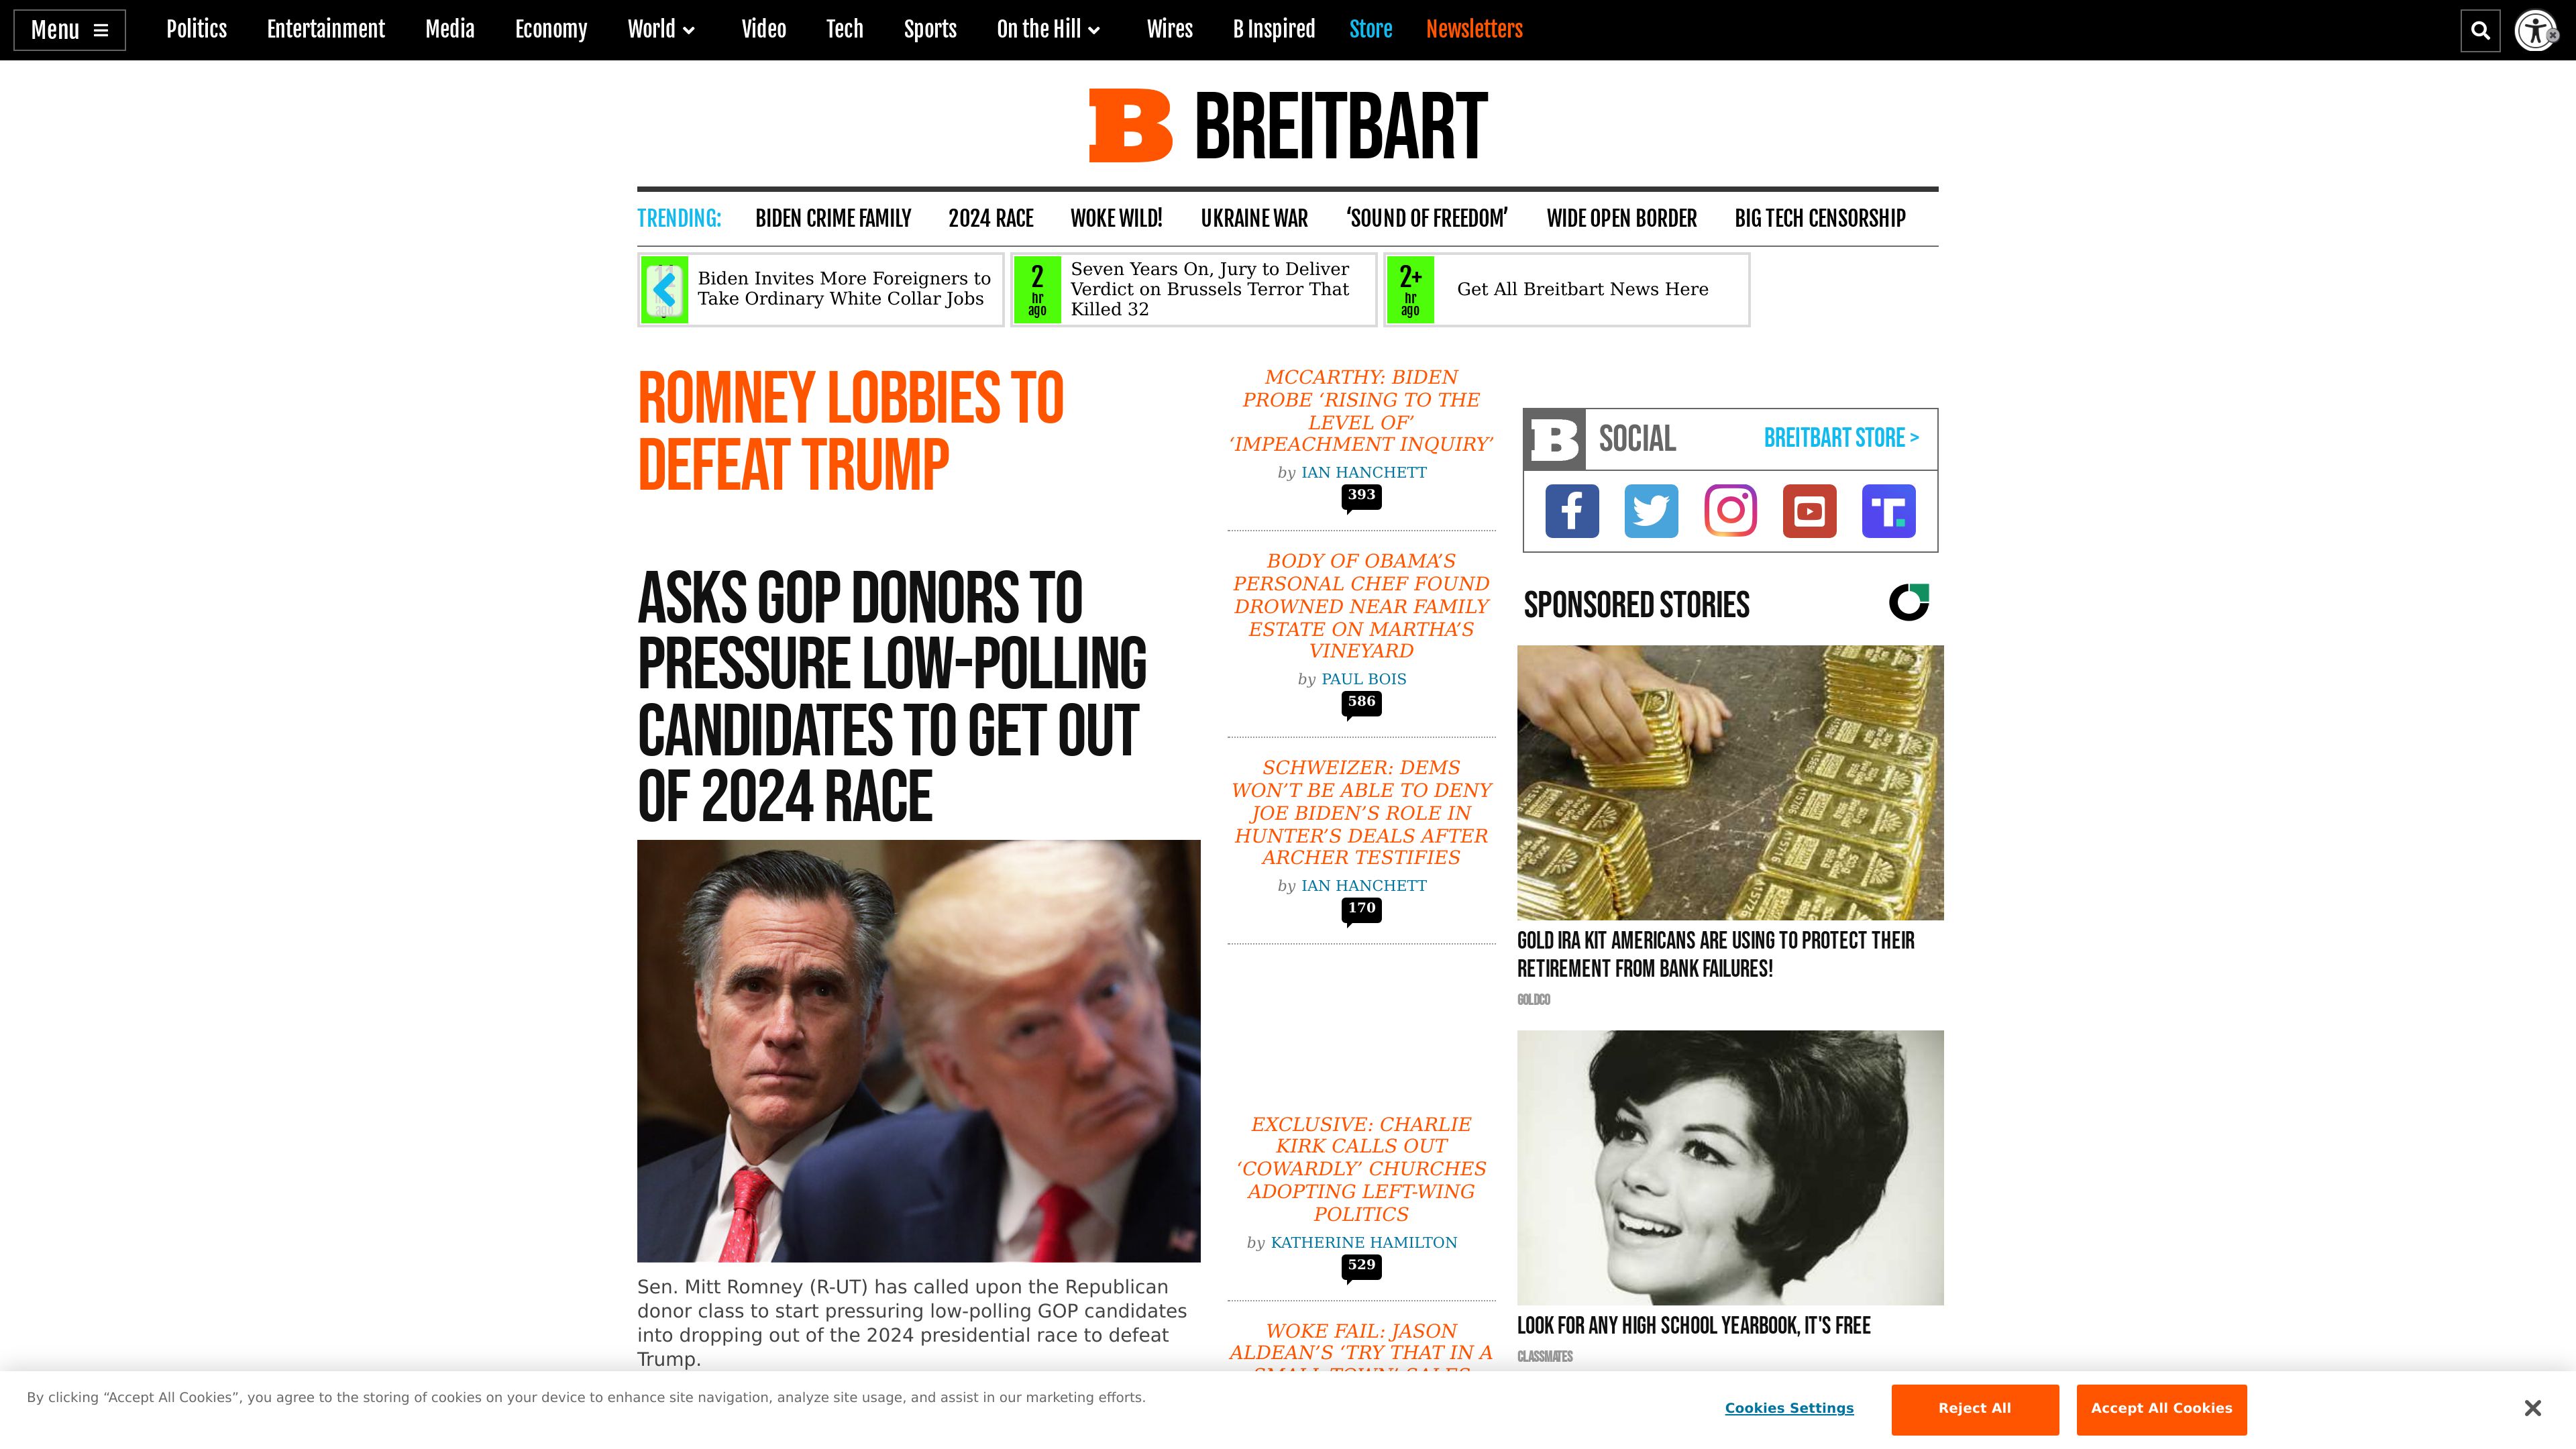 Menu
Politics
Entertainment
Media
Economy
World
Video
Tech
Sports
On the Hill
Wires
B Inspired
Store
Newsletters
B BREITBART
TRENDING:
BIDEN CRIME FAMILY
2024 RACE
WOKE WILD!
UKRAINE WAR
‘SOUND OF FREEDOM’
WIDE OPEN BORDER
BIG TECH CENSORSHIP
Biden Invites More Foreigners to
Take Ordinary White Collar Jobs
2
hr
ago
Seven Years On, Jury to Deliver
Verdict on Brussels Terror That
Killed 32
2+
hr
ago
Get All Breitbart News Here
ROMNEY LOBBIES TO
DEFEAT TRUMP
ASKS GOP DONORS TO
PRESSURE LOW-POLLING
CANDIDATES TO GET OUT
OF 2024 RACE
Sen. Mitt Romney (R-UT) has called upon the Republican
donor class to start pressuring low-polling GOP candidates
into dropping out of the 2024 presidential race to defeat
Trump.
MCCARTHY: BIDEN
PROBE ‘RISING TO THE
LEVEL OF’
‘IMPEACHMENT INQUIRY’
by IAN HANCHETT
393
BODY OF OBAMA’S
PERSONAL CHEF FOUND
DROWNED NEAR FAMILY
ESTATE ON MARTHA’S
VINEYARD
by PAUL BOIS
586
SCHWEIZER: DEMS
WON’T BE ABLE TO DENY
JOE BIDEN’S ROLE IN
HUNTER’S DEALS AFTER
ARCHER TESTIFIES
by IAN HANCHETT
170
EXCLUSIVE: CHARLIE
KIRK CALLS OUT
‘COWARDLY’ CHURCHES
ADOPTING LEFT-WING
POLITICS
by KATHERINE HAMILTON
529
WOKE FAIL: JASON
ALDEAN’S ‘TRY THAT IN A
SMALL TOWN’ SALES
B SOCIAL
BREITBART STORE >
SPONSORED STORIES
GOLD IRA KIT AMERICANS ARE USING TO PROTECT THEIR
RETIREMENT FROM BANK FAILURES!
GOLDCO
LOOK FOR ANY HIGH SCHOOL YEARBOOK, IT'S FREE
CLASSMATES
By clicking “Accept All Cookies”, you agree to the storing of cookies on your device to enhance site navigation, analyze site usage, and assist in our marketing efforts.
Cookies Settings
Reject All
Accept All Cookies